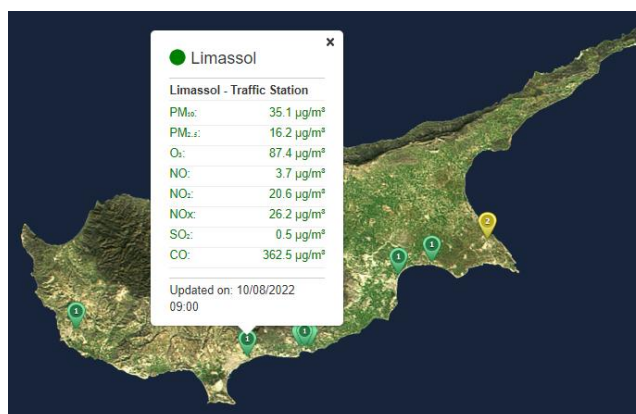 ×
Limassol
Limassol - Traffic Station
PM₁₀: 35.1 µg/m³
PM₂.₅: 16.2 µg/m³
O₃: 87.4 µg/m³
NO: 3.7 µg/m³
NO₂: 20.6 µg/m³
NOx: 26.2 µg/m³
SO₂: 0.5 µg/m³
CO: 362.5 µg/m³
Updated on: 10/08/2022
09:00
2
1
1
1
1
1